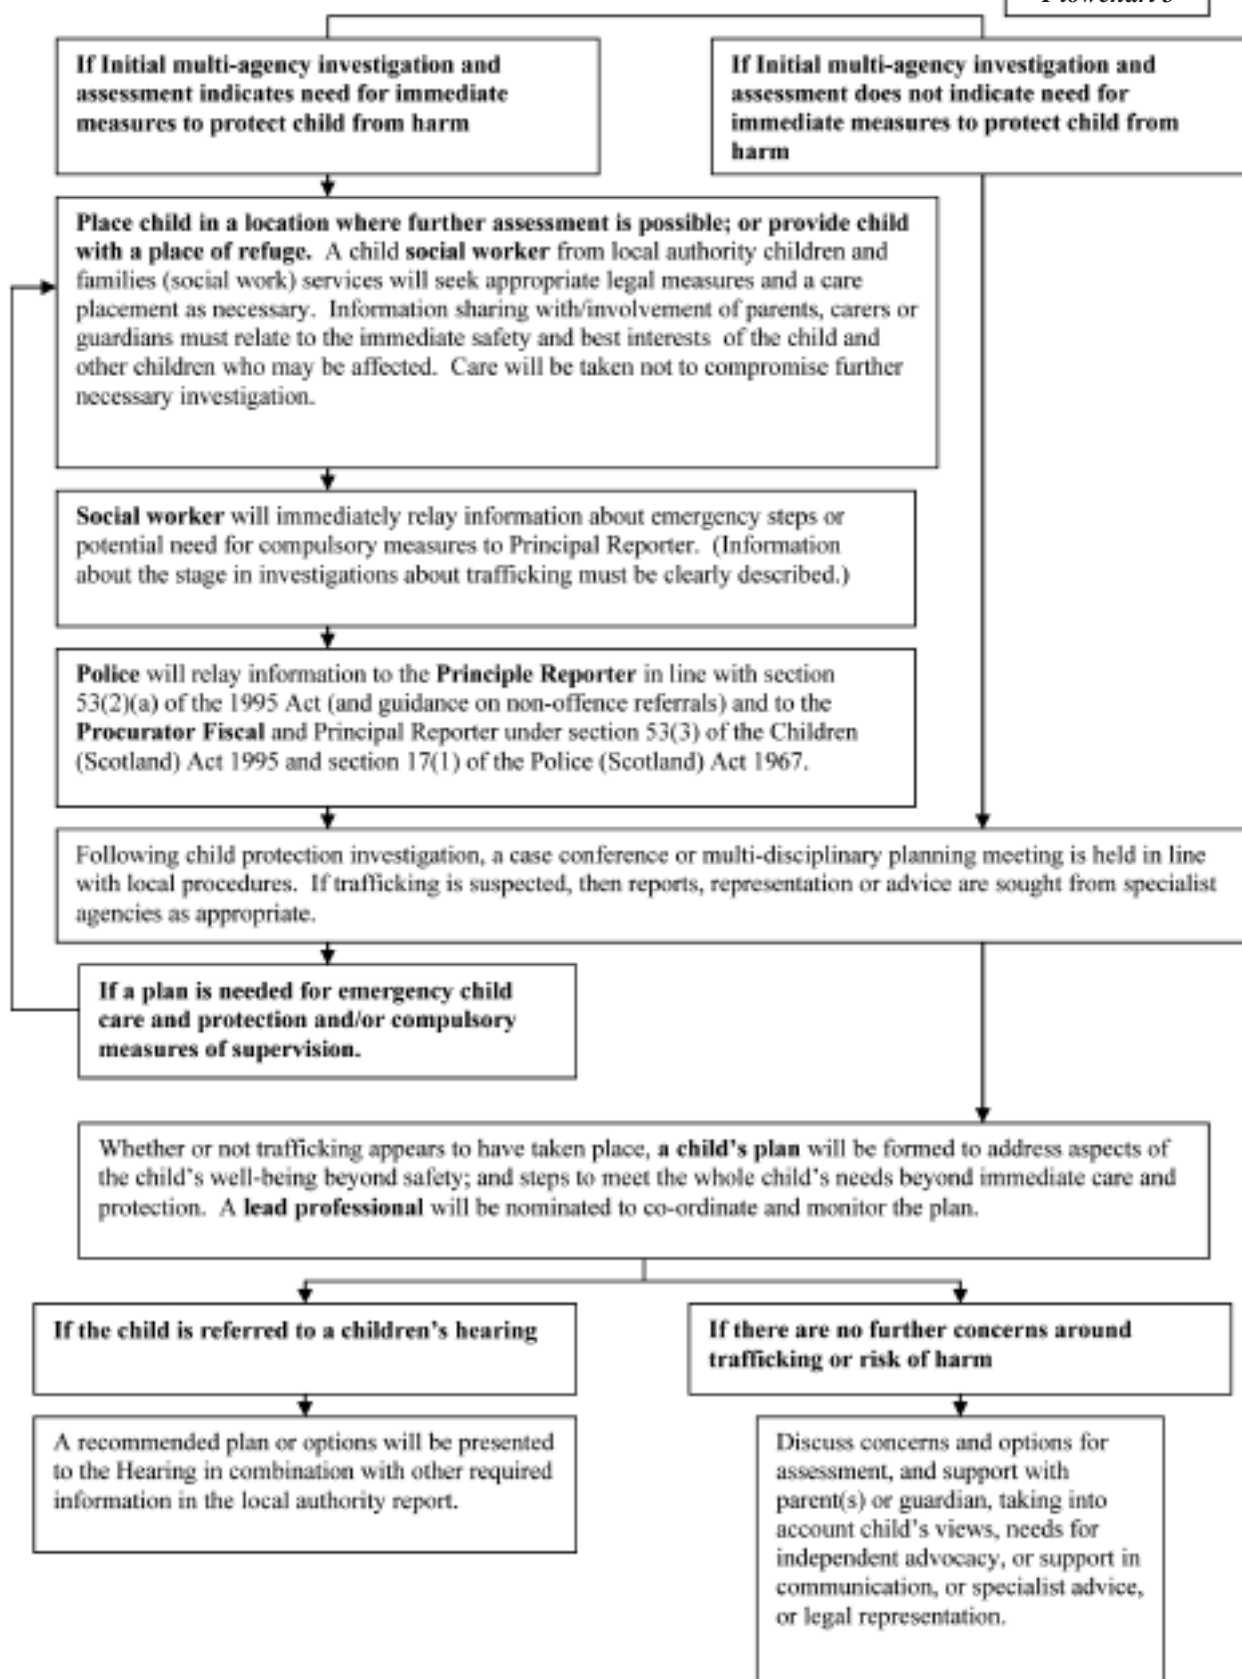 If Initial multi-agency investigation and
assessment indicates need for immediate
measures to protect child from harm
If Initial multi-agency investigation and
assessment does not indicate need for
immediate measures to protect child from
harm
Place child in a location where further assessment is possible; or provide child
with a place of refuge. A child social worker from local authority children and
families (social work) services will seek appropriate legal measures and a care
placement as necessary. Information sharing with/involvement of parents, carers or
guardians must relate to the immediate safety and best interests of the child and
other children who may be affected. Care will be taken not to compromise further
necessary investigation.
Social worker will immediately relay information about emergency steps or
potential need for compulsory measures to Principal Reporter. (Information
about the stage in investigations about trafficking must be clearly described.)
Police will relay information to the Principle Reporter in line with section
53(2)(a) of the 1995 Act (and guidance on non-offence referrals) and to the
Procurator Fiscal and Principal Reporter under section 53(3) of the Children
(Scotland) Act 1995 and section 17(1) of the Police (Scotland) Act 1967.
Following child protection investigation, a case conference or multi-disciplinary planning meeting is held in line
with local procedures. If trafficking is suspected, then reports, representation or advice are sought from specialist
agencies as appropriate.
If a plan is needed for emergency child
care and protection and/or compulsory
measures of supervision.
Whether or not trafficking appears to have taken place, a child's plan will be formed to address aspects of
the child's well-being beyond safety; and steps to meet the whole child's needs beyond immediate care and
protection. A lead professional will be nominated to co-ordinate and monitor the plan.
If the child is referred to a children's hearing
If there are no further concerns around
trafficking or risk of harm
A recommended plan or options will be presented
to the Hearing in combination with other required
information in the local authority report.
Discuss concerns and options for
assessment, and support with
parent(s) or guardian, taking into
account child's views, needs for
independent advocacy, or support in
communication, or specialist advice,
or legal representation.